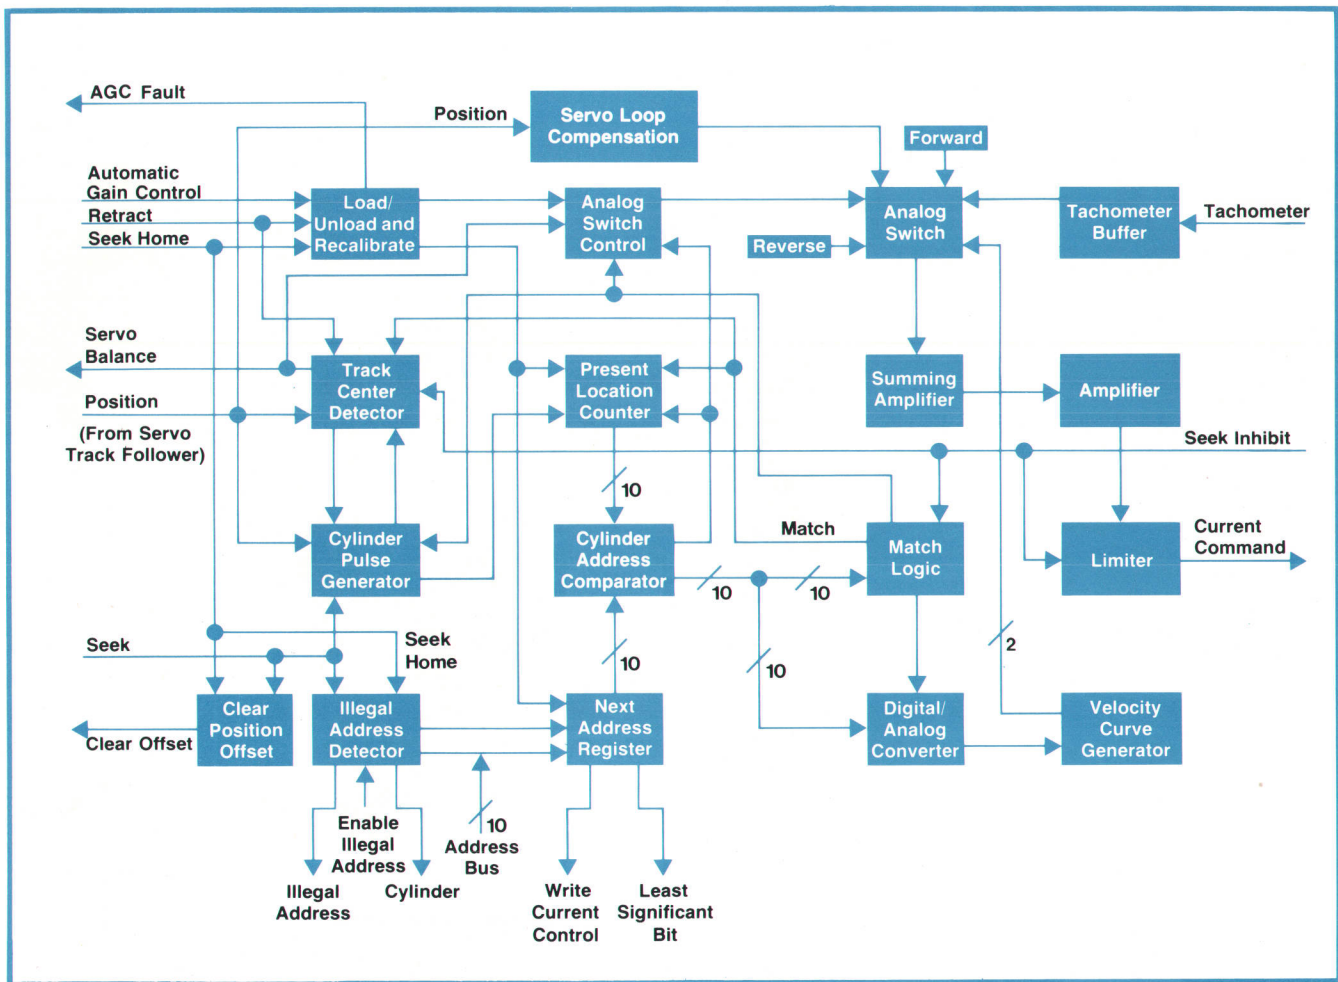 AGC Fault
Position
Servo Loop
Compensation
Forward
Automatic
Gain Control
Retract
Seek Home
Load/
Unload and
Recalibrate
Analog
Switch
Control
Reverse
Analog
Switch
Tachometer
Buffer
Tachometer
Servo
Balance
Position
(From Servo
Track Follower)
Track
Center
Detector
Present
Location
Counter
Summing
Amplifier
Amplifier
Seek Inhibit
10
Cylinder
Pulse
Generator
Cylinder
Address
Comparator
Match
10
10
Match
Logic
Limiter
Current
Command
Seek
Seek
Home
10
10
2
Clear
Position
Offset
Clear Offset
Illegal
Address
Detector
Next
Address
Register
Digital/
Analog
Converter
Velocity
Curve
Generator
Enable
Illegal
Address
10
Address
Bus
Illegal
Address
Cylinder
Write
Current
Control
Least
Significant
Bit